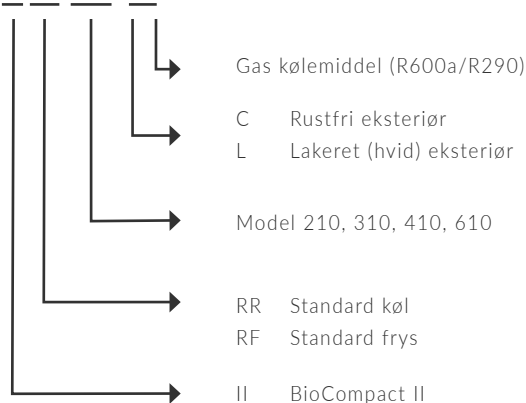 Gas kølemiddel (R600a/R290)
C Rustfri eksteriør
L Lakeret (hvid) eksteriør
Model 210, 310, 410, 610
RR Standard køl
RF Standard frys
II BioCompact II